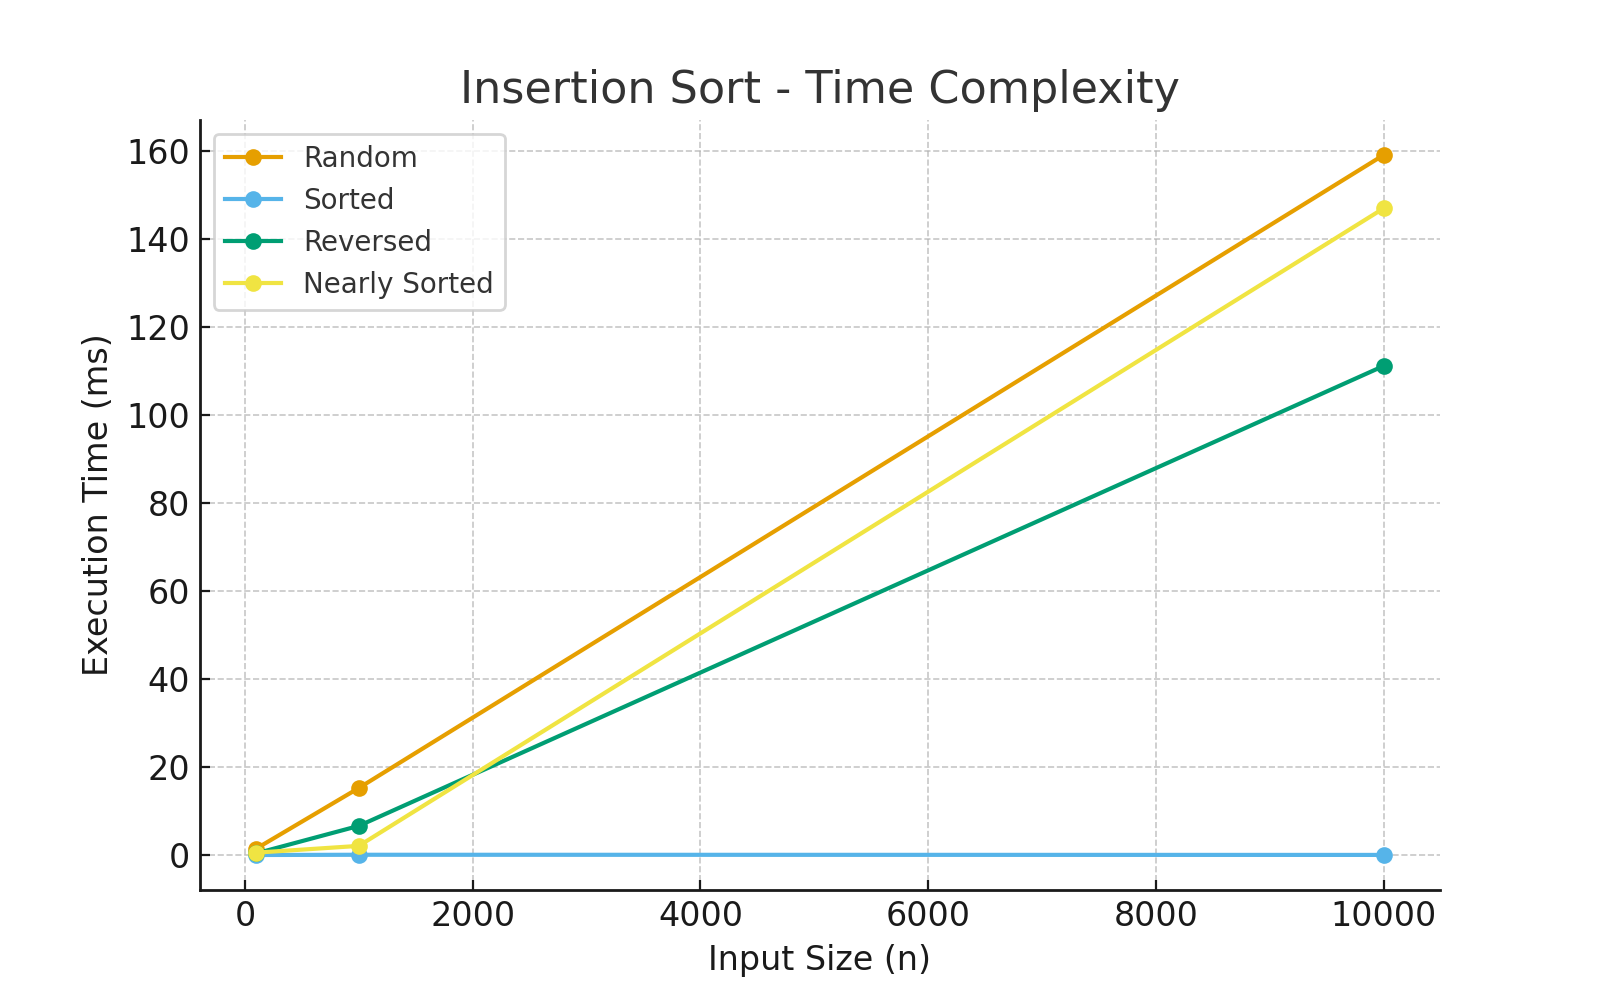 Insertion Sort - Time Complexity
Random
Sorted
Reversed
Nearly Sorted
160
140
120
100
80
60
40
20
0
Execution Time (ms)
0 2000 4000 6000 8000 10000
Input Size (n)